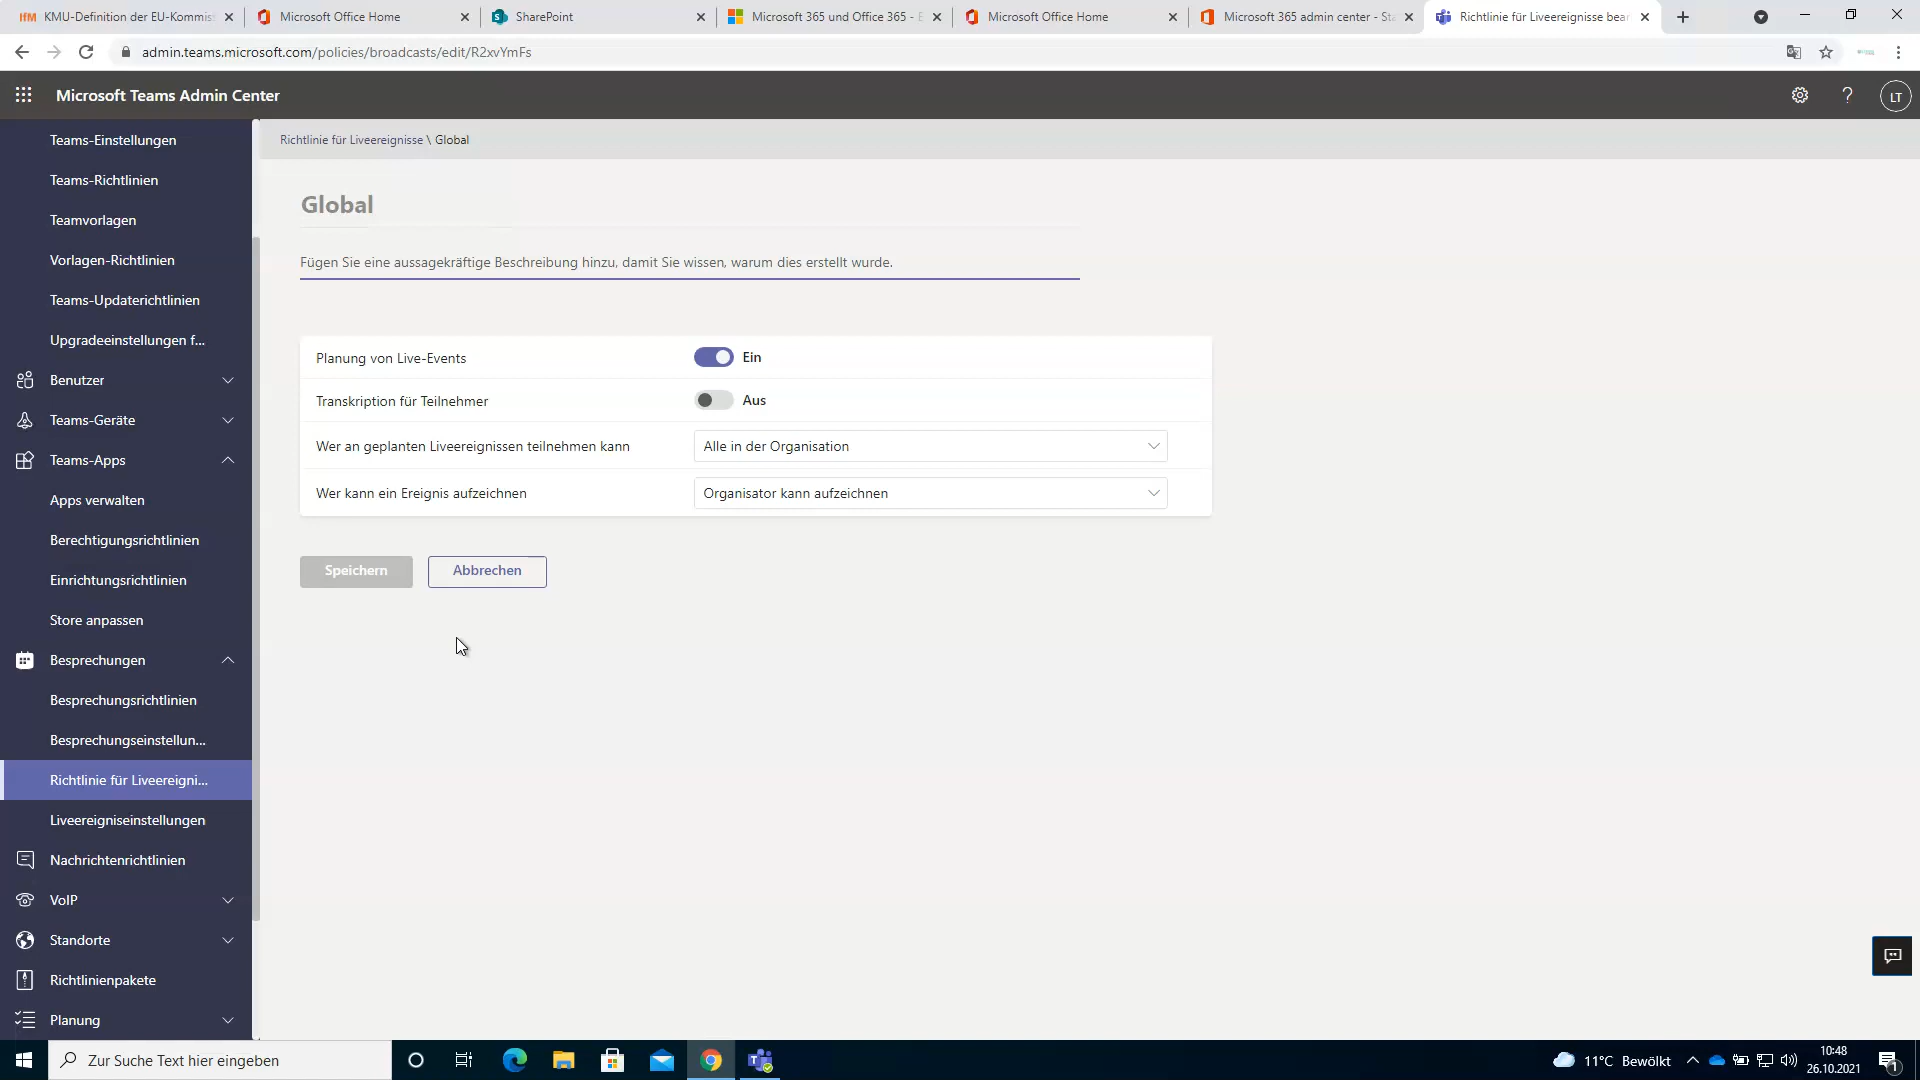 KMU-Definition der EU-Kommiss
Microsoft Office Home
SharePoint
Microsoft 365 und Office 365 - E
Microsoft Office Home
Microsoft 365 admin center - Sta
Richtlinie für Liveereignisse bear
admin.teams.microsoft.com/policies/broadcasts/edit/R2xvYmFs
Microsoft Teams Admin Center
LT
Teams-Einstellungen
Teams-Richtlinien
Teamvorlagen
Vorlagen-Richtlinien
Teams-Updaterichtlinien
Upgradeeinstellungen f...
Benutzer
Teams-Geräte
Teams-Apps
Apps verwalten
Berechtigungsrichtlinien
Einrichtungsrichtlinien
Store anpassen
Besprechungen
Besprechungsrichtlinien
Besprechungseinstellun...
Richtlinie für Liveereigni...
Liveereigniseinstellungen
Nachrichtenrichtlinien
VoIP
Standorte
Richtlinienpakete
Planung
Richtlinie für Liveereignisse \ Global
Global
Fügen Sie eine aussagekräftige Beschreibung hinzu, damit Sie wissen, warum dies erstellt wurde.
Planung von Live-Events Ein
Transkription für Teilnehmer Aus
Wer an geplanten Liveereignissen teilnehmen kann Alle in der Organisation
Wer kann ein Ereignis aufzeichnen Organisator kann aufzeichnen
Speichern Abbrechen
Zur Suche Text hier eingeben
11°C Bewölkt
10:48
26.10.2021
1